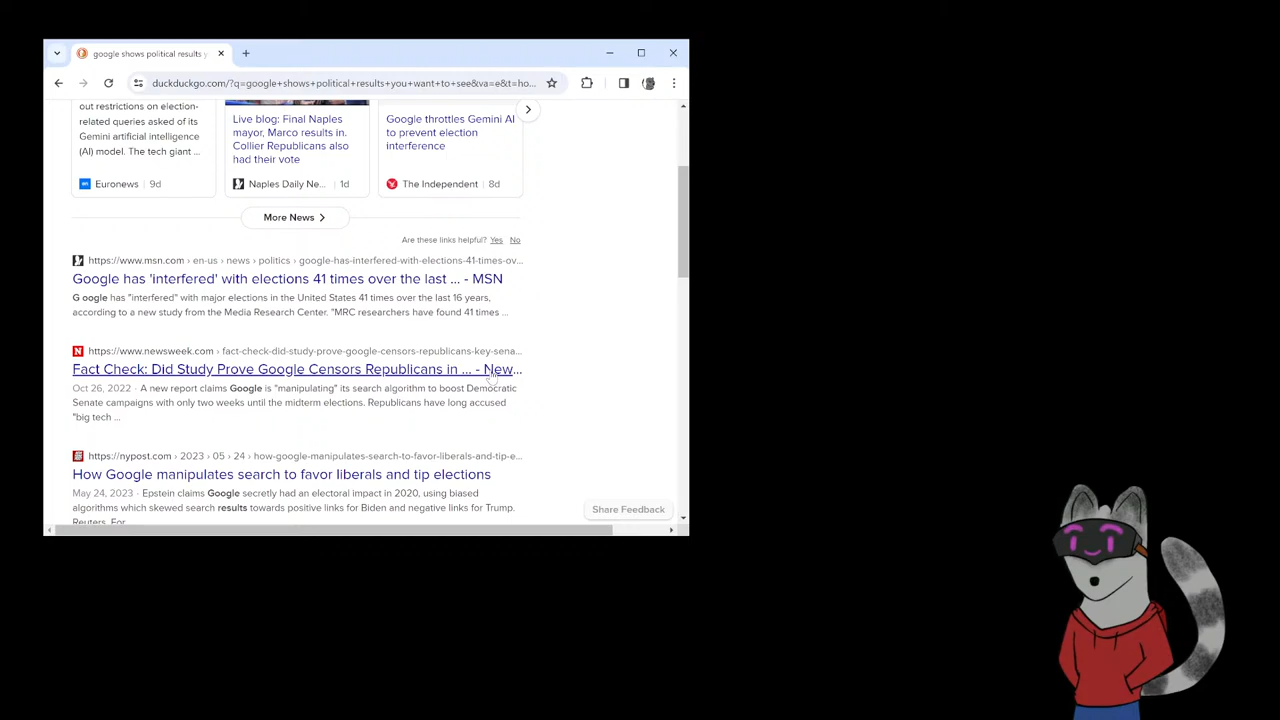 google shows political results y
duckduckgo.com/?q=google+shows+political+results+you+want+to+see&va=e&t=ho...
out restrictions on election-
related queries asked of its
Gemini artificial intelligence
(AI) model. The tech giant ...
Euronews | 9d
Live blog: Final Naples
mayor, Marco results in.
Collier Republicans also
had their vote
Naples Daily Ne... | 1d
Google throttles Gemini AI
to prevent election
interference
The Independent | 8d
More News
Are these links helpful? Yes No
https://www.msn.com › en-us › news › politics › google-has-interfered-with-elections-41-times-ov...
Google has 'interfered' with elections 41 times over the last ... - MSN
G oogle has "interfered" with major elections in the United States 41 times over the last 16 years,
according to a new study from the Media Research Center. "MRC researchers have found 41 times ...
https://www.newsweek.com › fact-check-did-study-prove-google-censors-republicans-key-sena...
Fact Check: Did Study Prove Google Censors Republicans in ... - New...
Oct 26, 2022 · A new report claims Google is "manipulating" its search algorithm to boost Democratic
Senate campaigns with only two weeks until the midterm elections. Republicans have long accused
"big tech ...
https://nypost.com › 2023 › 05 › 24 › how-google-manipulates-search-to-favor-liberals-and-tip-e...
How Google manipulates search to favor liberals and tip elections
May 24, 2023 · Epstein claims Google secretly had an electoral impact in 2020, using biased
algorithms which skewed search results towards positive links for Biden and negative links for Trump.
Reuters. For
Share Feedback